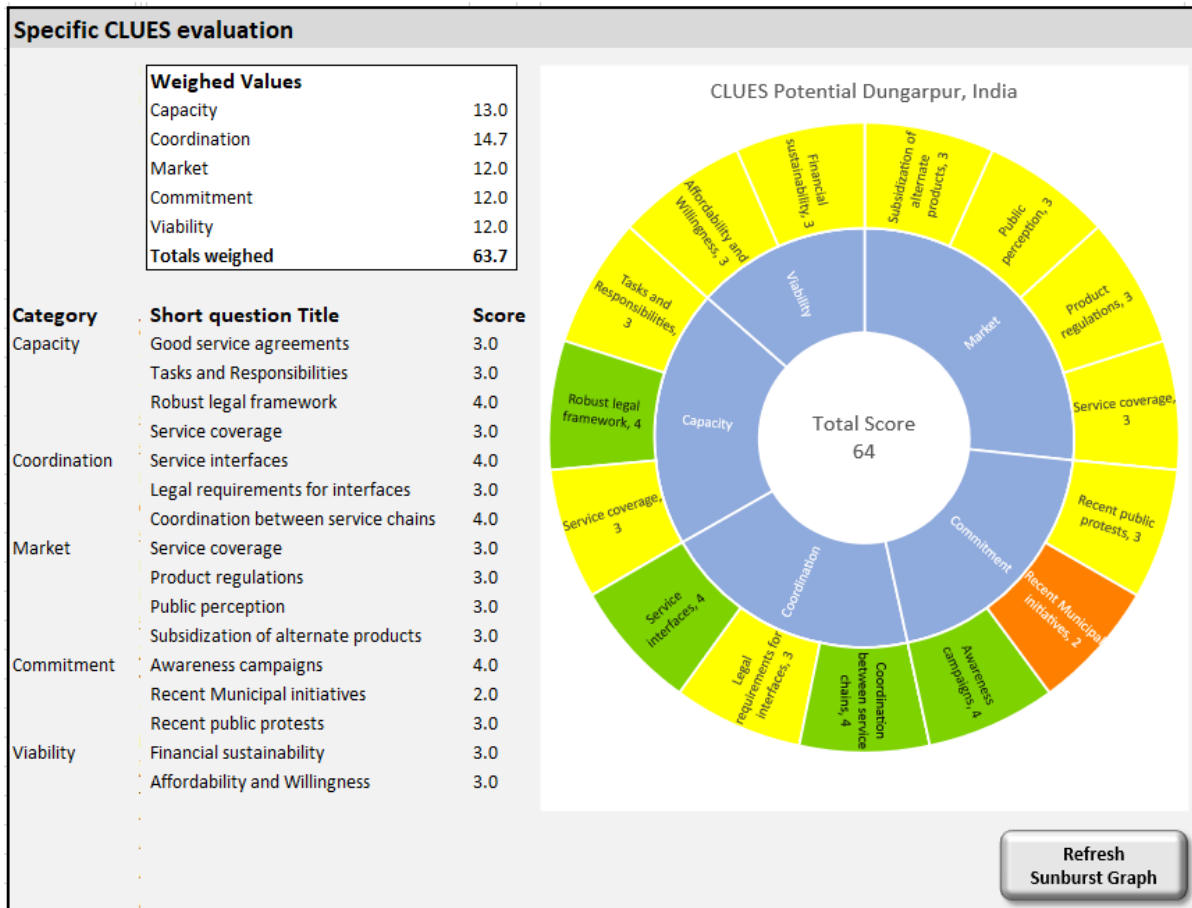 Specific CLUES evaluation
Weighed Values
Capacity 13.0
Coordination 14.7
Market 12.0
Commitment 12.0
Viability 12.0
Totals weighed 63.7
Category Short question Title Score
Capacity Good service agreements 3.0
Tasks and Responsibilities 3.0
Robust legal framework 4.0
Service coverage 3.0
Coordination Service interfaces 4.0
Legal requirements for interfaces 3.0
Coordination between service chains 4.0
Market Service coverage 3.0
Product regulations 3.0
Public perception 3.0
Subsidization of alternate products 3.0
Commitment Awareness campaigns 4.0
Recent Municipal initiatives 2.0
Recent public protests 3.0
Viability Financial sustainability 3.0
Affordability and Willingness 3.0
CLUES Potential Dungarpur, India
Subsidization of
alternate
products, 3
Public
perception, 3
Product
regulations, 3
Service coverage,
3
Recent public
protests, 3
Recent Municipal
initiatives, 2
Awareness
campaigns, 4
Coordination
between service
chains, 4
Legal
requirements for
interfaces, 3
Service
interfaces, 4
Service coverage,
3
Robust legal
framework, 4
Tasks and
Responsibilities,
3
Affordability and
Willingness, 3
Financial
sustainability, 3
Market
Commitment
Coordination
Capacity
Viability
Total Score
64
Refresh
Sunburst Graph